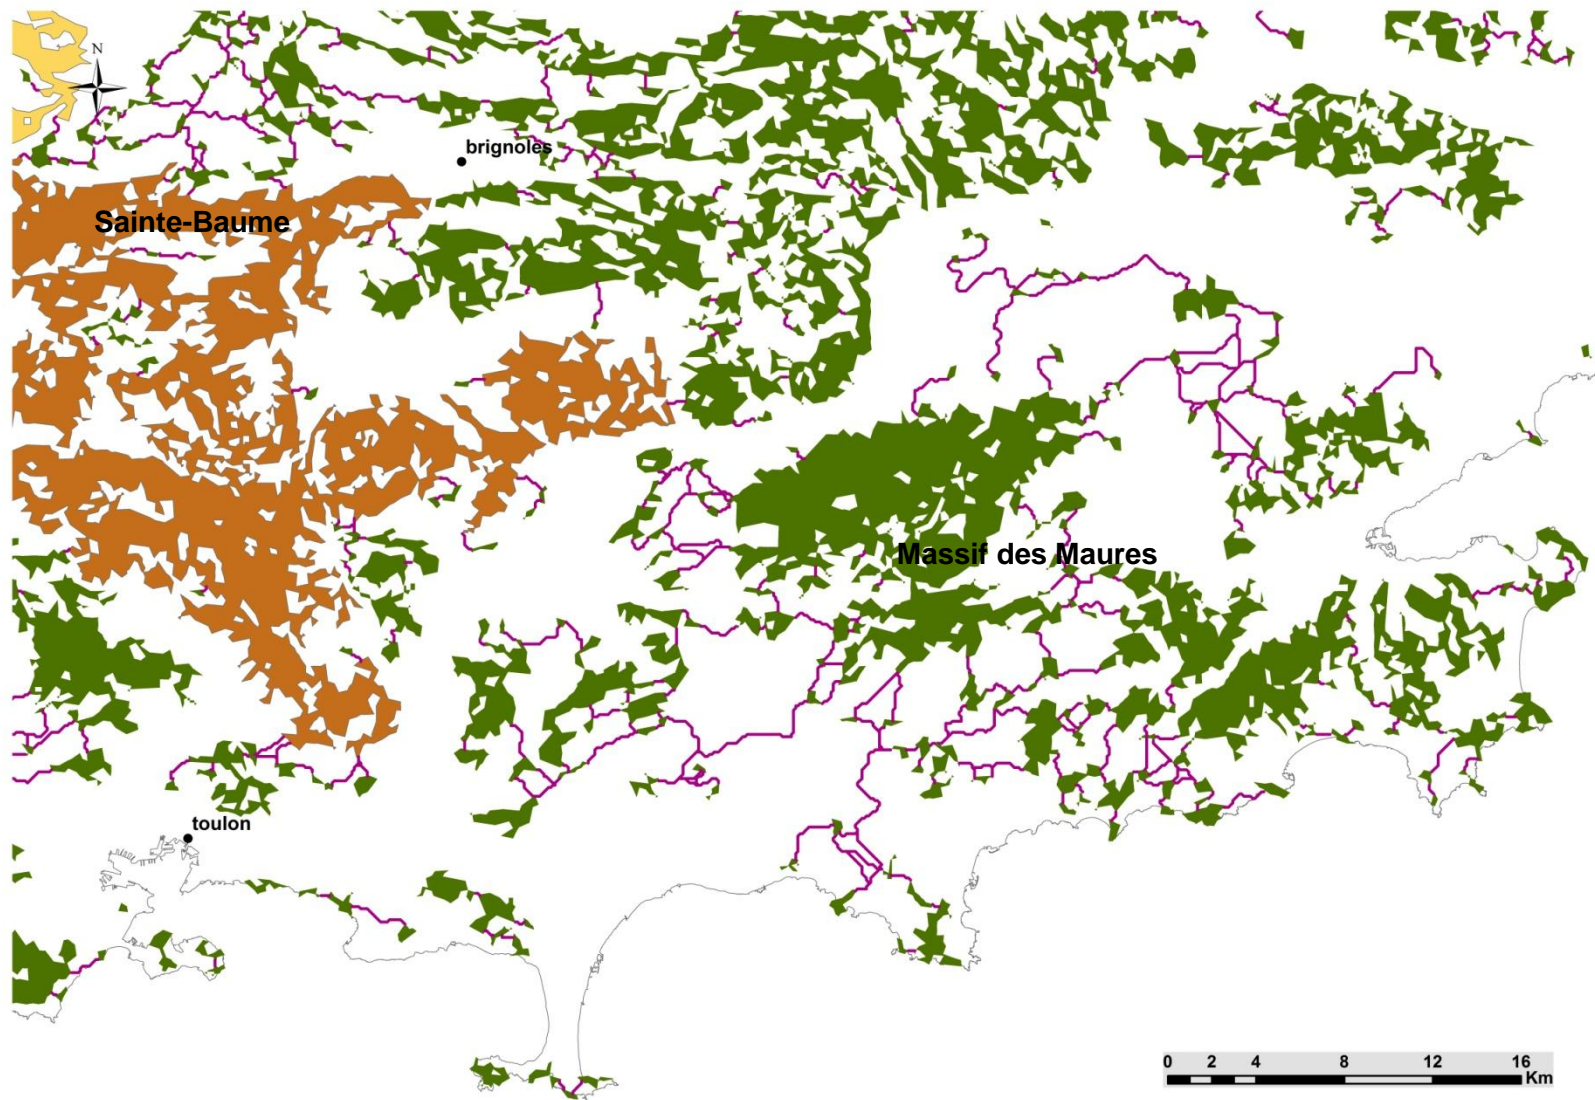 N
brignoles
Sainte-Baume
Massif des Maures
toulon
0 2 4 8 12 16
Km